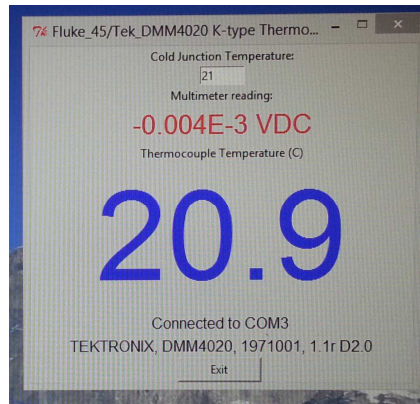 Fluke_45/Tek_DMM4020 K-type Thermo...
Cold Junction Temperature:
21
Multimeter reading:
-0.004E-3 VDC
Thermocouple Temperature (C)
20.9
Connected to COM3
TEKTRONIX, DMM4020, 1971001, 1.1r D2.0
Exit